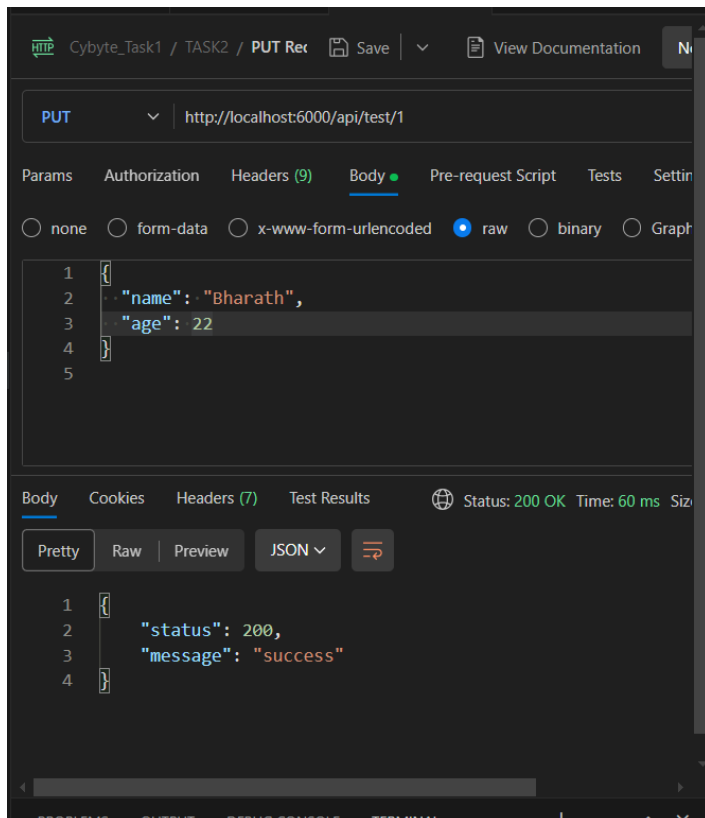 HTTP Cybyte_Task1 / TASK2 / PUT Rec Save View Documentation
PUT http://localhost:6000/api/test/1
Params Authorization Headers (9) Body Pre-request Script Tests Settin
none form-data x-www-form-urlencoded raw binary Graph
1 {
2 "name": "Bharath",
3 "age": 22
4 }
5
Body Cookies Headers (7) Test Results Status: 200 OK Time: 60 ms Siz
Pretty Raw Preview JSON
1 {
2 "status": 200,
3 "message": "success"
4 }